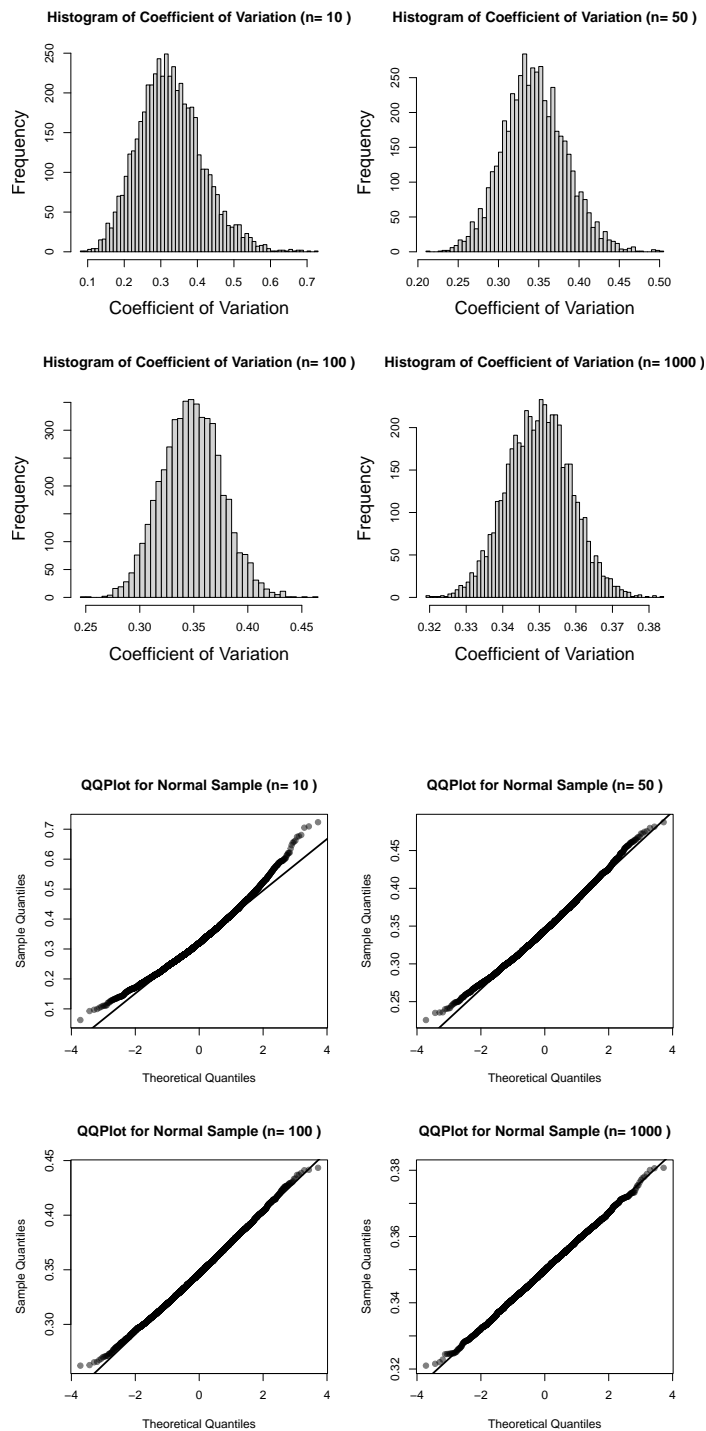 Histogram of Coefficient of Variation (n= 10 )
Frequency
0 50 100 150 200 250
0.1 0.2 0.3 0.4 0.5 0.6 0.7
Coefficient of Variation
Histogram of Coefficient of Variation (n= 50 )
Frequency
0 50 100 150 200 250
0.20 0.25 0.30 0.35 0.40 0.45 0.50
Coefficient of Variation
Histogram of Coefficient of Variation (n= 100 )
Frequency
0 50 100 200 300
0.25 0.30 0.35 0.40 0.45
Coefficient of Variation
Histogram of Coefficient of Variation (n= 1000 )
Frequency
0 50 100 150 200
0.32 0.33 0.34 0.35 0.36 0.37 0.38
Coefficient of Variation
QQPlot for Normal Sample (n= 10 )
Sample Quantiles
0.1 0.2 0.3 0.4 0.5 0.6 0.7
−4 −2 0 2 4
Theoretical Quantiles
QQPlot for Normal Sample (n= 50 )
Sample Quantiles
0.25 0.30 0.35 0.40 0.45
−4 −2 0 2 4
Theoretical Quantiles
QQPlot for Normal Sample (n= 100 )
Sample Quantiles
0.30 0.35 0.40 0.45
−4 −2 0 2 4
Theoretical Quantiles
QQPlot for Normal Sample (n= 1000 )
Sample Quantiles
0.32 0.34 0.36 0.38
−4 −2 0 2 4
Theoretical Quantiles